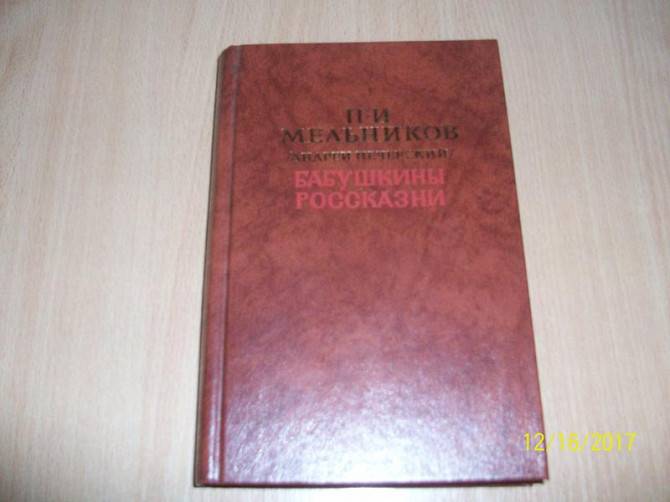 П·И
МЕЛЬНИКОВ
/АНДРЕЙ ПЕЧЕРСКИЙ/
БАБУШКИНЫ
РОССКАЗНИ
12/16/2017